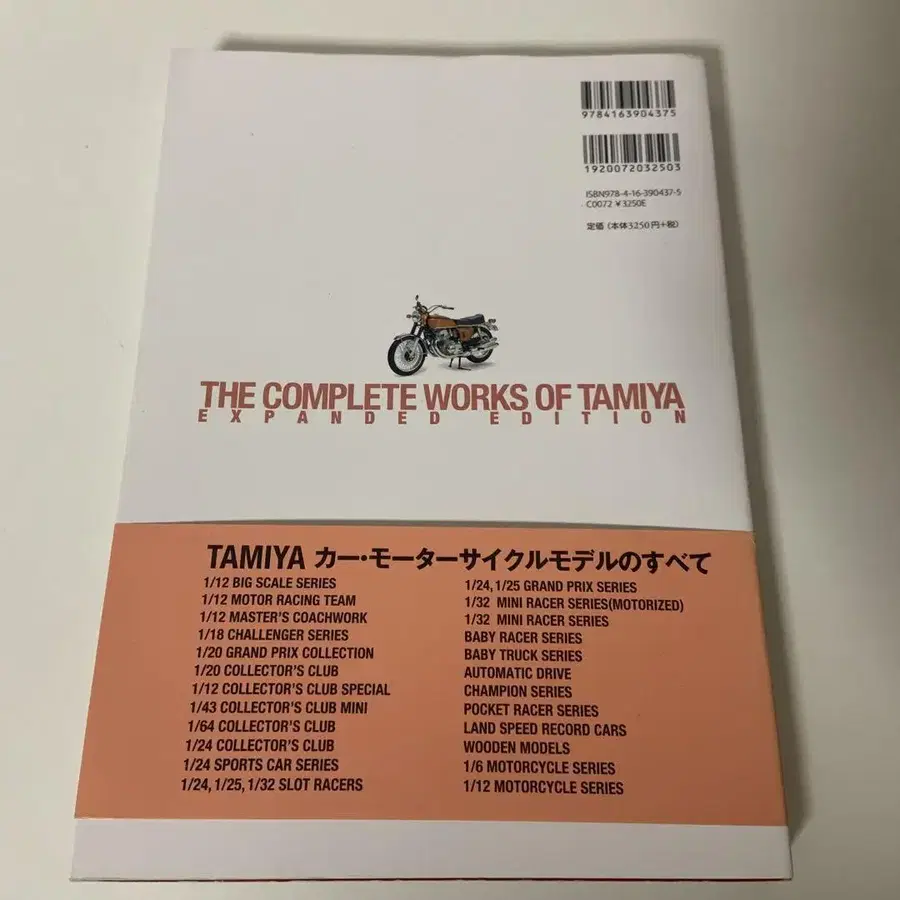 9784163904375
1920072032503
ISBN978-4-16-390437-5
C0072 ¥3250E
定価 (本体3250円+税)
THE COMPLETE WORKS OF TAMIYA
EXPANDED EDITION
TAMIYA カー・モーターサイクルモデルのすべて
1/12 BIG SCALE SERIES
1/12 MOTOR RACING TEAM
1/12 MASTER'S COACHWORK
1/18 CHALLENGER SERIES
1/20 GRAND PRIX COLLECTION
1/20 COLLECTOR'S CLUB
1/12 COLLECTOR'S CLUB SPECIAL
1/43 COLLECTOR'S CLUB MINI
1/64 COLLECTOR'S CLUB
1/24 COLLECTOR'S CLUB
1/24 SPORTS CAR SERIES
1/24, 1/25, 1/32 SLOT RACERS
1/24, 1/25 GRAND PRIX SERIES
1/32 MINI RACER SERIES(MOTORIZED)
1/32 MINI RACER SERIES
BABY RACER SERIES
BABY TRUCK SERIES
AUTOMATIC DRIVE
CHAMPION SERIES
POCKET RACER SERIES
LAND SPEED RECORD CARS
WOODEN MODELS
1/6 MOTORCYCLE SERIES
1/12 MOTORCYCLE SERIES